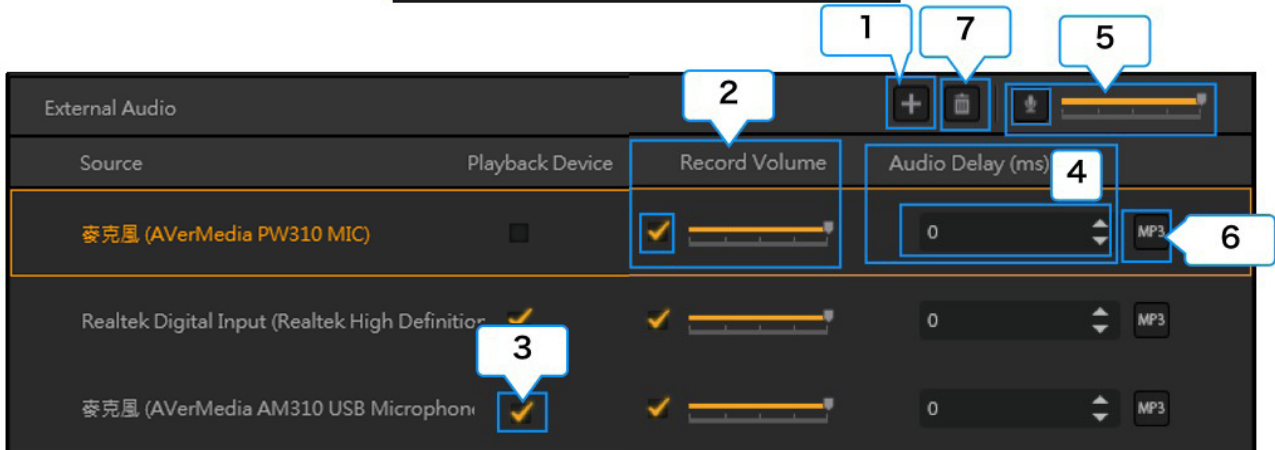 1 7 5
External Audio 2
Source Playback Device Record Volume Audio Delay (ms) 4
麥克風 (AVerMedia PW310 MIC) 0 MP3 6
Realtek Digital Input (Realtek High Definition 0 MP3
3
麥克風 (AVerMedia AM310 USB Microphone 0 MP3